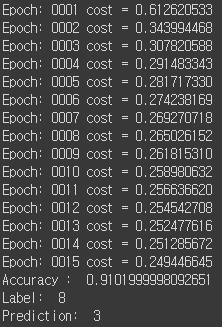 Epoch: 0001 cost = 0.612620533
Epoch: 0002 cost = 0.343994468
Epoch: 0003 cost = 0.307820588
Epoch: 0004 cost = 0.291483343
Epoch: 0005 cost = 0.281717330
Epoch: 0006 cost = 0.274238169
Epoch: 0007 cost = 0.269270718
Epoch: 0008 cost = 0.265026152
Epoch: 0009 cost = 0.261815310
Epoch: 0010 cost = 0.258980632
Epoch: 0011 cost = 0.256636620
Epoch: 0012 cost = 0.254542708
Epoch: 0013 cost = 0.252477616
Epoch: 0014 cost = 0.251285672
Epoch: 0015 cost = 0.249446645
Accuracy :  0.9101999998092651
Label:  8
Prediction:  3